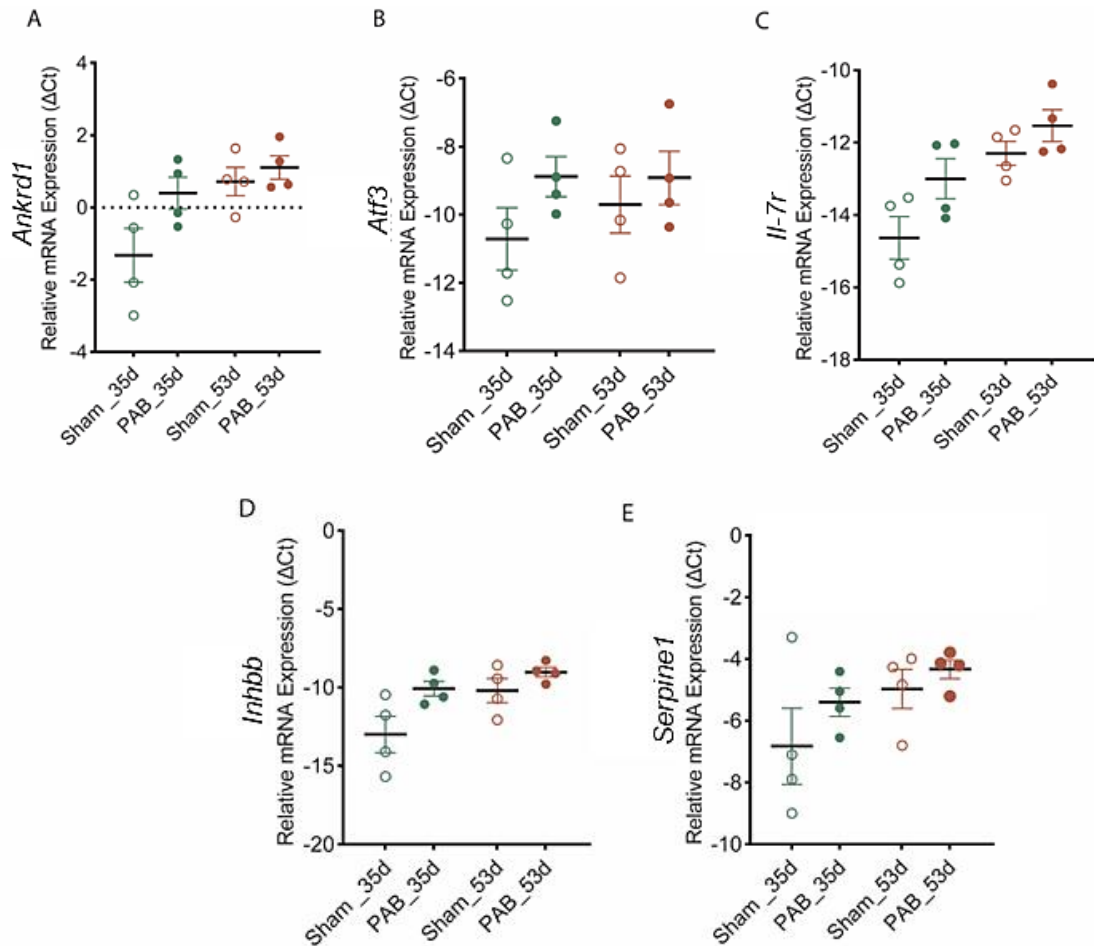 A
Ankrd1
Relative mRNA Expression (ΔCt)
4
2
0
-2
-4
Sham_35d
PAB_35d
Sham_53d
PAB_53d
B
Atf3
Relative mRNA Expression (ΔCt)
-6
-8
-10
-12
-14
Sham_35d
PAB_35d
Sham_53d
PAB_53d
C
Il-7r
Relative mRNA Expression (ΔCt)
-10
-12
-14
-16
-18
Sham_35d
PAB_35d
Sham_53d
PAB_53d
D
Inhbb
Relative mRNA Expression (ΔCt)
0
-5
-10
-15
-20
Sham_35d
PAB_35d
Sham_53d
PAB_53d
E
Serpine1
Relative mRNA Expression (ΔCt)
0
-2
-4
-6
-8
-10
Sham_35d
PAB_35d
Sham_53d
PAB_53d